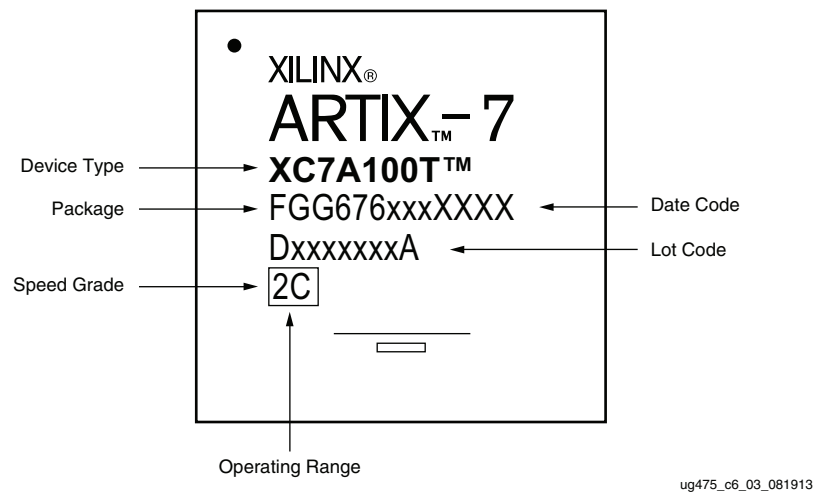 XILINX®
ARTIX™-7
Device Type
XC7A100T™
Package
FGG676xxxXXXX
Date Code
DxxxxxxxA
Lot Code
Speed Grade
2C
Operating Range
ug475_c6_03_081913